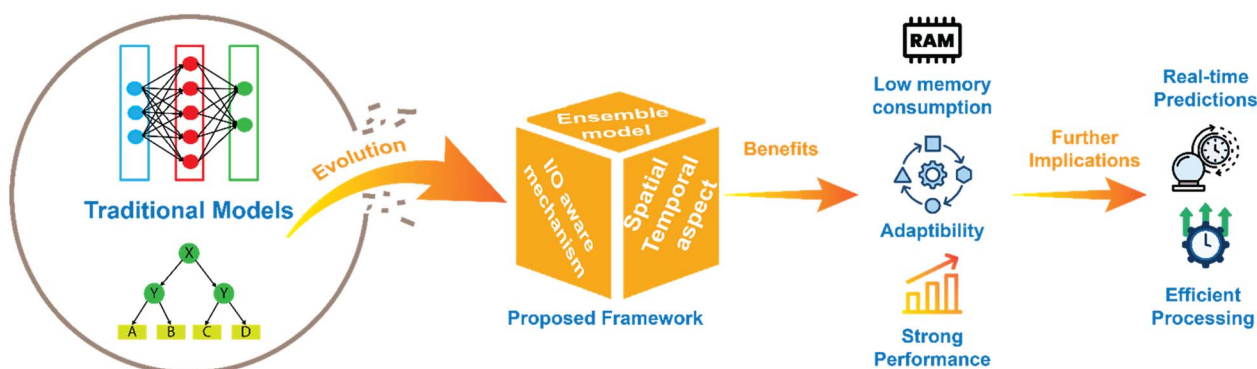 Traditional Models
X
Y Y
A B C D
Evolution
Ensemble
model
I/O aware
mechanism
Spatial
Temporal
aspect
Proposed Framework
Benefits
RAM
Low memory
consumption
Adaptibility
Strong
Performance
Further
Implications
Real-time
Predictions
Efficient
Processing